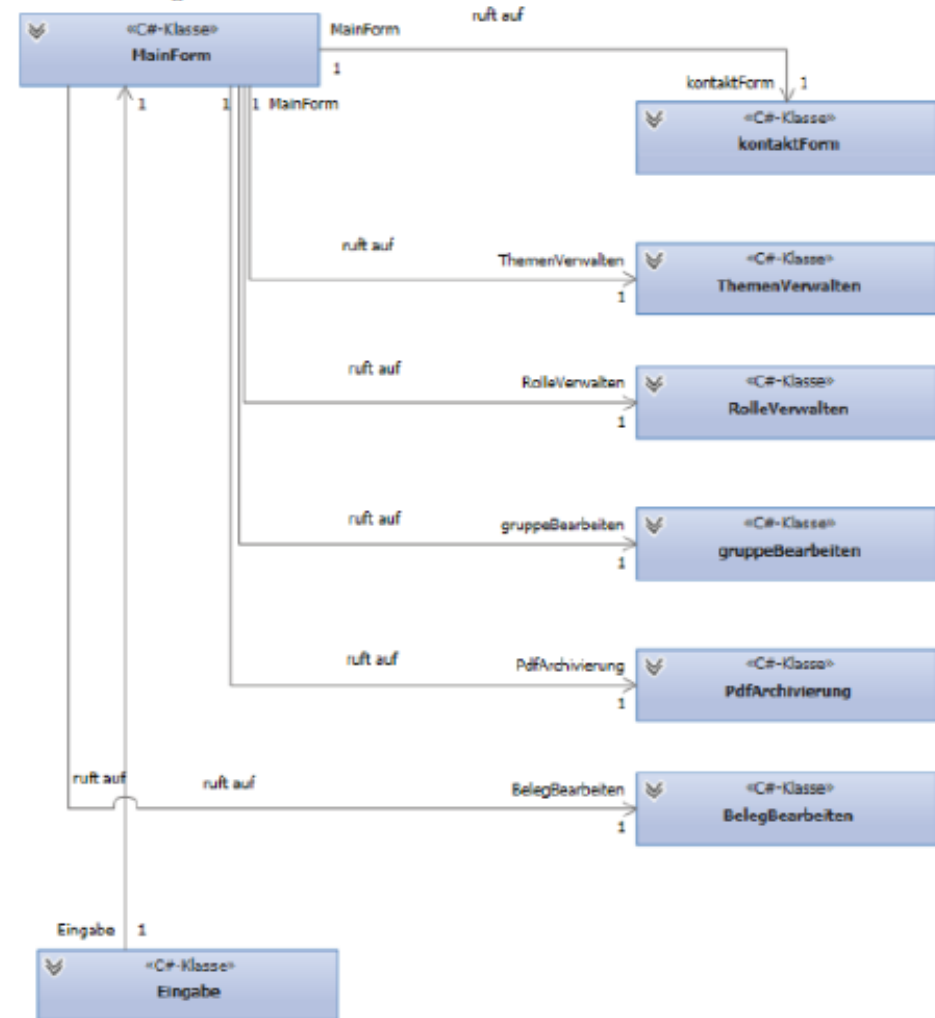 ruft auf
«C#-Klasse»
MainForm
MainForm
1
kontaktForm 1
1
1
1 MainForm
«C#-Klasse»
kontaktForm
ruft auf
ThemenVerwalten
1
«C#-Klasse»
ThemenVerwalten
ruft auf
RolleVerwalten
1
«C#-Klasse»
RolleVerwalten
ruft auf
gruppeBearbeiten
1
«C#-Klasse»
gruppeBearbeiten
ruft auf
PdfArchivierung
1
«C#-Klasse»
PdfArchivierung
ruft auf
ruft auf
BelegBearbeiten
1
«C#-Klasse»
BelegBearbeiten
Eingabe 1
«C#-Klasse»
Eingabe